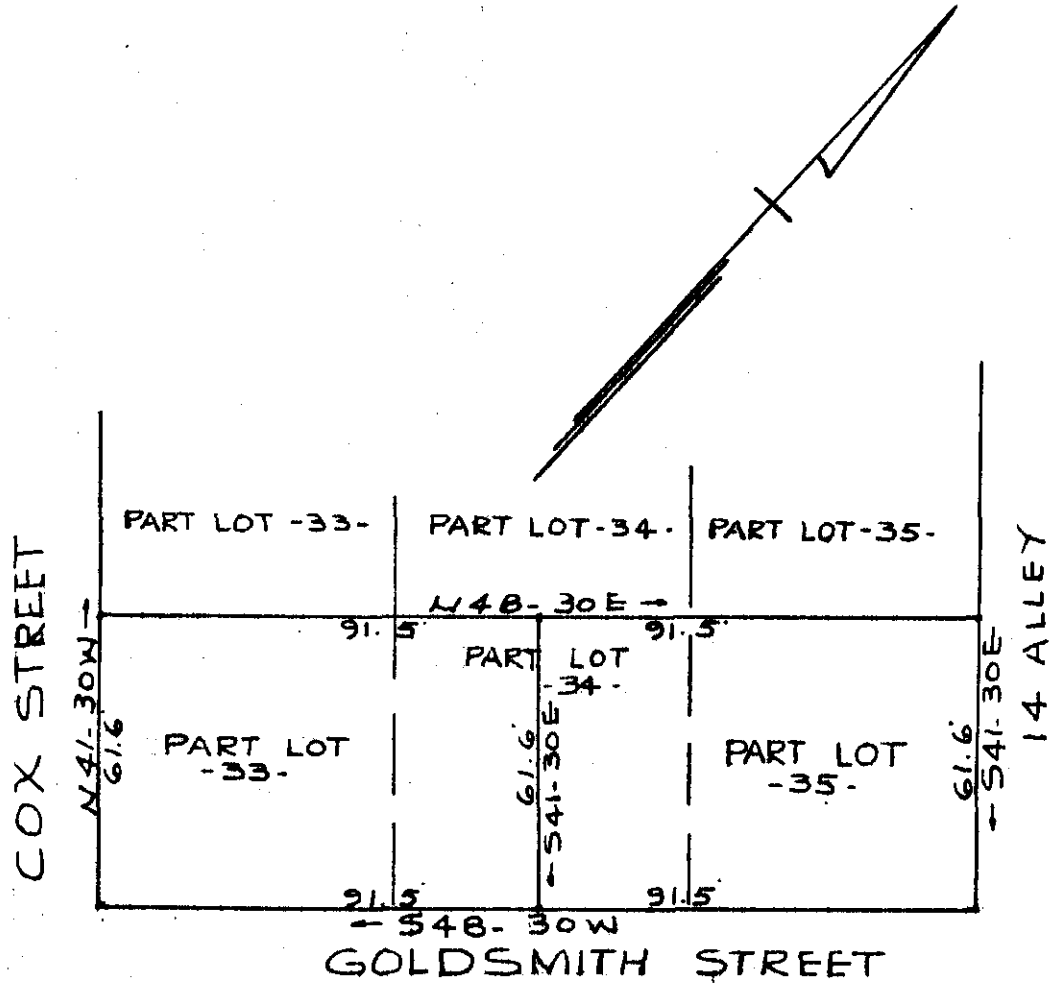 PART LOT -33-
PART LOT-34-
PART LOT-35-
N48-30E →
91.5
91.5
COX STREET
N41-30W →
61.6
PART LOT
-33-
PART LOT
-34-
61.6
← S41-30E
PART LOT
-35-
61.6
← S41-30E
14 ALLEY
91.5
91.5
← S48-30W
GOLDSMITH STREET